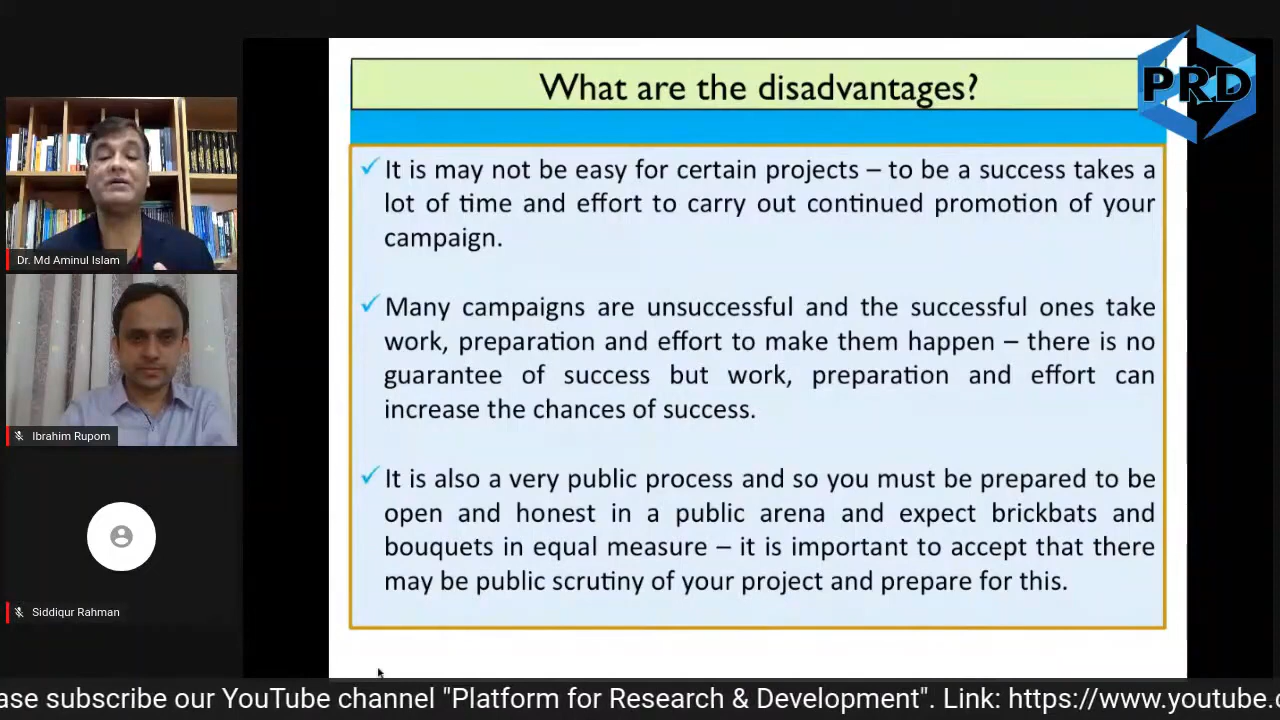 What are the disadvantages?
PRD
✓ It is may not be easy for certain projects – to be a success takes a
lot of time and effort to carry out continued promotion of your
campaign.
✓ Many campaigns are unsuccessful and the successful ones take
work, preparation and effort to make them happen – there is no
guarantee of success but work, preparation and effort can
increase the chances of success.
✓ It is also a very public process and so you must be prepared to be
open and honest in a public arena and expect brickbats and
bouquets in equal measure – it is important to accept that there
may be public scrutiny of your project and prepare for this.
Dr. Md Aminul Islam
Ibrahim Rupom
Siddiqur Rahman
ase subscribe our YouTube channel "Platform for Research & Development". Link: https://www.youtube.c